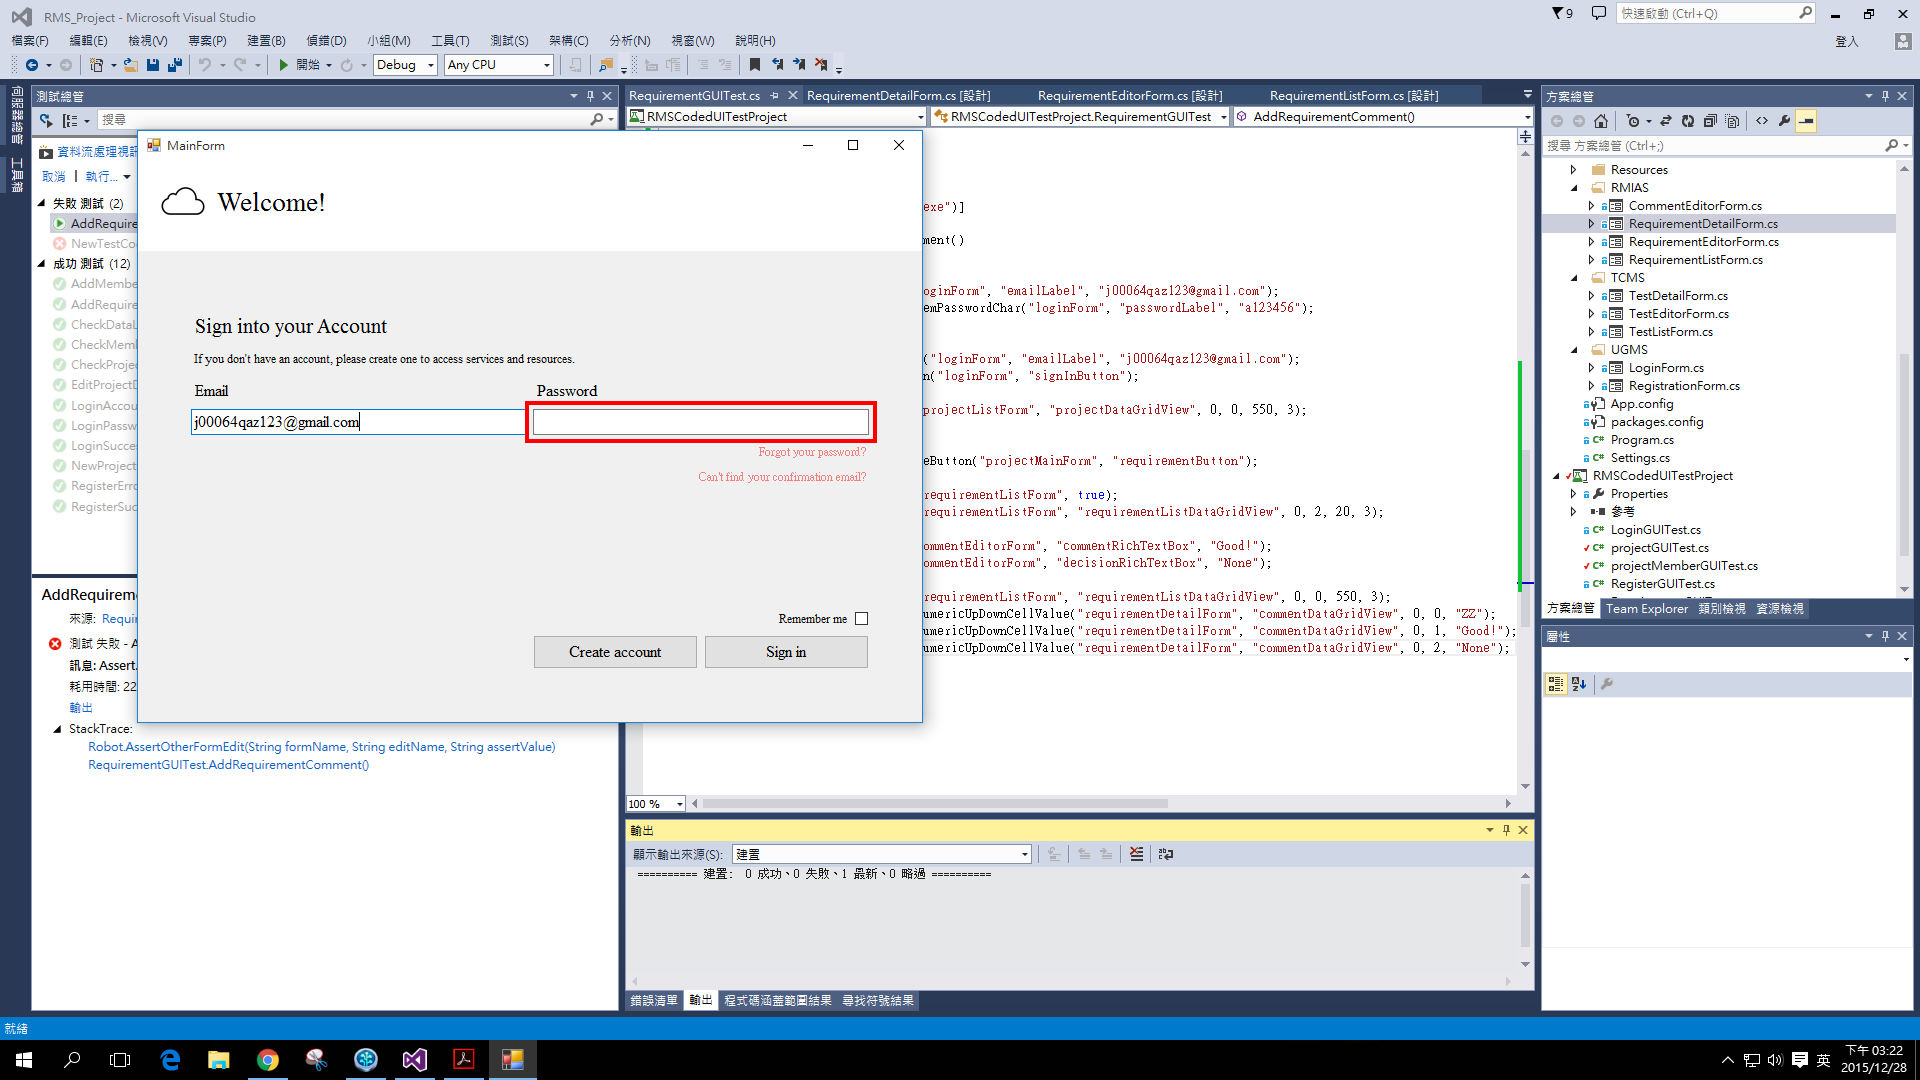 RMS_Project - Microsoft Visual Studio
9
快速啟動 (Ctrl+Q)
檔案(F) 編輯(E) 檢視(V) 專案(P) 建置(B) 偵錯(D) 小組(M) 工具(T) 測試(S) 架構(C) 分析(N) 視窗(W) 說明(H)
登入
開始 Debug Any CPU
伺服器總管
工具箱
測試總管
搜尋
資料流處理視訊
取消 | 執行...
失敗 測試 (2)
AddRequire
NewTestCo
成功 測試 (12)
AddMembe
AddRequire
CheckDataL
CheckMemb
CheckProjec
EditProjectD
LoginAccou
LoginPassw
LoginSucce
NewProject
RegisterErro
RegisterSuc
AddRequireme
來源: Requir
測試 失敗 - A
訊息: Assert.
耗用時間: 22
輸出
StackTrace:
Robot.AssertOtherFormEdit(String formName, String editName, String assertValue)
RequirementGUITest.AddRequirementComment()
MainForm
Welcome!
Sign into your Account
If you don't have an account, please create one to access services and resources.
Email Password
j00064qaz123@gmail.com
Forgot your password?
Can't find your confirmation email?
Remember me
Create account Sign in
RequirementGUITest.cs RequirementDetailForm.cs [設計] RequirementEditorForm.cs [設計] RequirementListForm.cs [設計]
RMSCodedUITestProject RMSCodedUITestProject.RequirementGUITest AddRequirementComment()
exe")]
ment()
oginForm", "emailLabel", "j00064qaz123@gmail.com");
emPasswordChar("loginForm", "passwordLabel", "a123456");
("loginForm", "emailLabel", "j00064qaz123@gmail.com");
n("loginForm", "signInButton");
projectListForm", "projectDataGridView", 0, 0, 550, 3);
eButton("projectMainForm", "requirementButton");
requirementListForm", true);
requirementListForm", "requirementListDataGridView", 0, 2, 20, 3);
ommentEditorForm", "commentRichTextBox", "Good!");
ommentEditorForm", "decisionRichTextBox", "None");
requirementListForm", "requirementListDataGridView", 0, 0, 550, 3);
umericUpDownCellValue("requirementDetailForm", "commentDataGridView", 0, 0, "ZZ");
umericUpDownCellValue("requirementDetailForm", "commentDataGridView", 0, 1, "Good!");
umericUpDownCellValue("requirementDetailForm", "commentDataGridView", 0, 2, "None");
100 %
輸出
顯示輸出來源(S): 建置
========== 建置: 0 成功、0 失敗、1 最新、0 略過 ==========
錯誤清單 輸出 程式碼涵蓋範圍結果 尋找符號結果
方案總管
搜尋 方案總管 (Ctrl+;)
Resources
RMIAS
CommentEditorForm.cs
RequirementDetailForm.cs
RequirementEditorForm.cs
RequirementListForm.cs
TCMS
TestDetailForm.cs
TestEditorForm.cs
TestListForm.cs
UGMS
LoginForm.cs
RegistrationForm.cs
App.config
packages.config
Program.cs
Settings.cs
RMSCodedUITestProject
Properties
參考
LoginGUITest.cs
projectGUITest.cs
projectMemberGUITest.cs
RegisterGUITest.cs
方案總管 Team Explorer 類別檢視 資源檢視
屬性
就緒
英
下午 03:22
2015/12/28